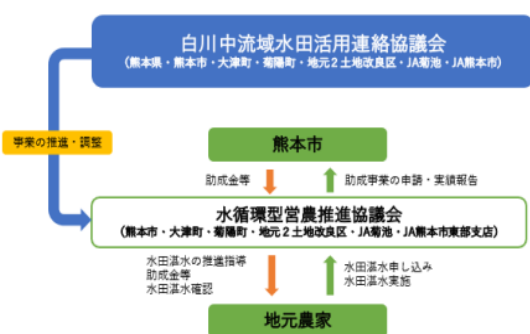 白川中流域水田活用連絡協議会
(熊本県・熊本市・大津町・菊陽町・地元２土地改良区・JA菊池・JA熊本市)
事業の推進・調整
熊本市
助成金等
助成事業の申請・実績報告
水循環型営農推進協議会
(熊本市・大津町・菊陽町・地元２土地改良区・JA菊池・JA熊本市東部支店)
水田湛水の推進指導
助成金等
水田湛水確認
水田湛水申し込み
水田湛水実施
地元農家